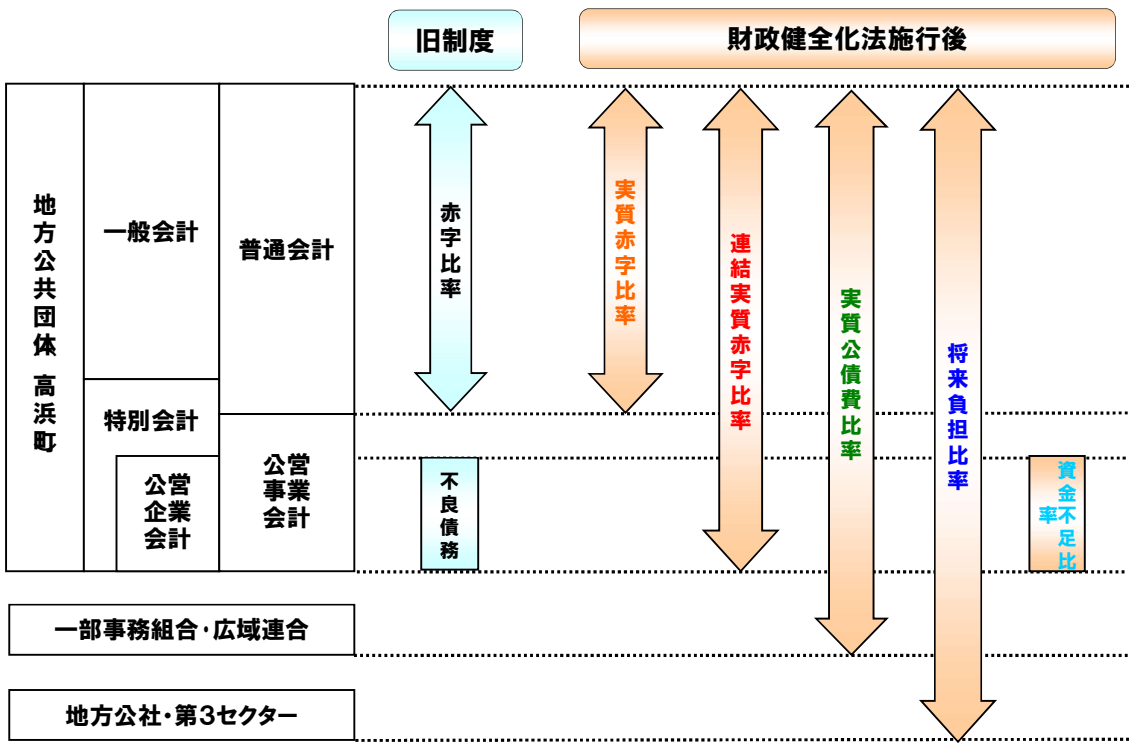 旧制度
財政健全化法施行後
地方公共団体 高浜町
一般会計
普通会計
特別会計
公営
企業
会計
公営
事業
会計
一部事務組合・広域連合
地方公社・第3セクター
赤字比率
不良債務
実質赤字比率
連結実質赤字比率
実質公債費比率
将来負担比率
資金不足比
率